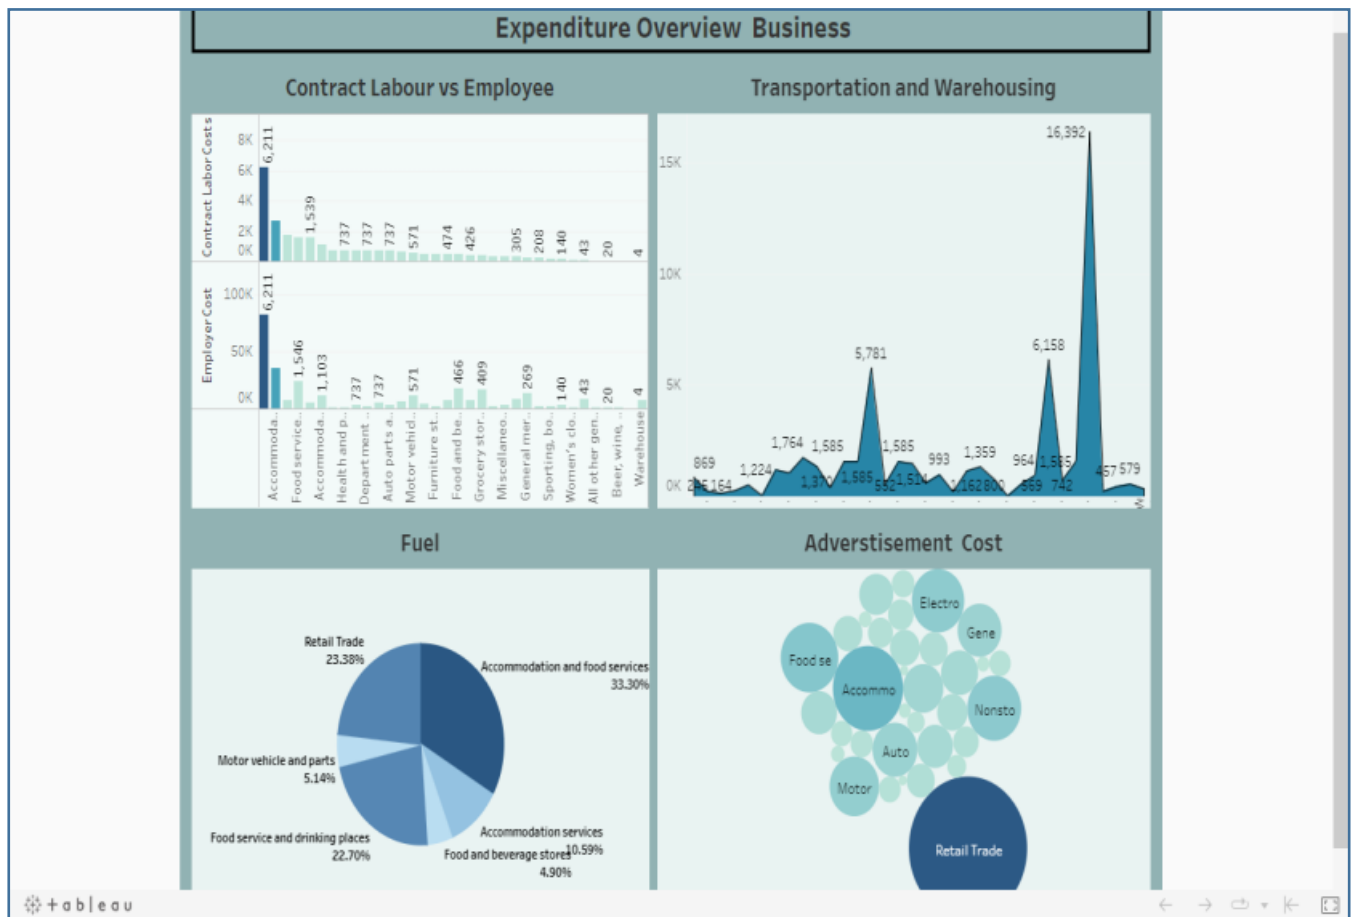 Expenditure Overview Business
Contract Labour vs Employee
Contract Labor Costs
8K
6K
4K
2K
0K
6,211
1,539
737
737
737
571
474
426
305
208
140
43
20
4
Employer Cost
100K
50K
0K
6,211
1,546
1,103
737
737
571
466
409
269
140
43
20
4
Accommoda..
Food service..
Accommoda..
Health and p..
Department ..
Auto parts a..
Motor vehicl..
Furniture st..
Food and be..
Grocery stor..
Miscellaneo..
General mer..
Sporting, bo..
Women's clo..
All other gen..
Beer, wine, ..
Warehouse
Transportation and Warehousing
15K
10K
5K
0K
16,392
5,781
6,158
869
164
1,224
1,764
1,585
1,370
1,585
1,585
1,514
993
1,162
800
1,359
964
569
1,585
742
457
579
Fuel
Retail Trade
23.38%
Accommodation and food services
33.30%
Motor vehicle and parts
5.14%
Food service and drinking places
22.70%
Accommodation services
10.59%
Food and beverage stores
4.90%
Adverstisement Cost
Electro
Gene
Food se
Accommo
Nonsto
Auto
Motor
Retail Trade
+ a b l e a u